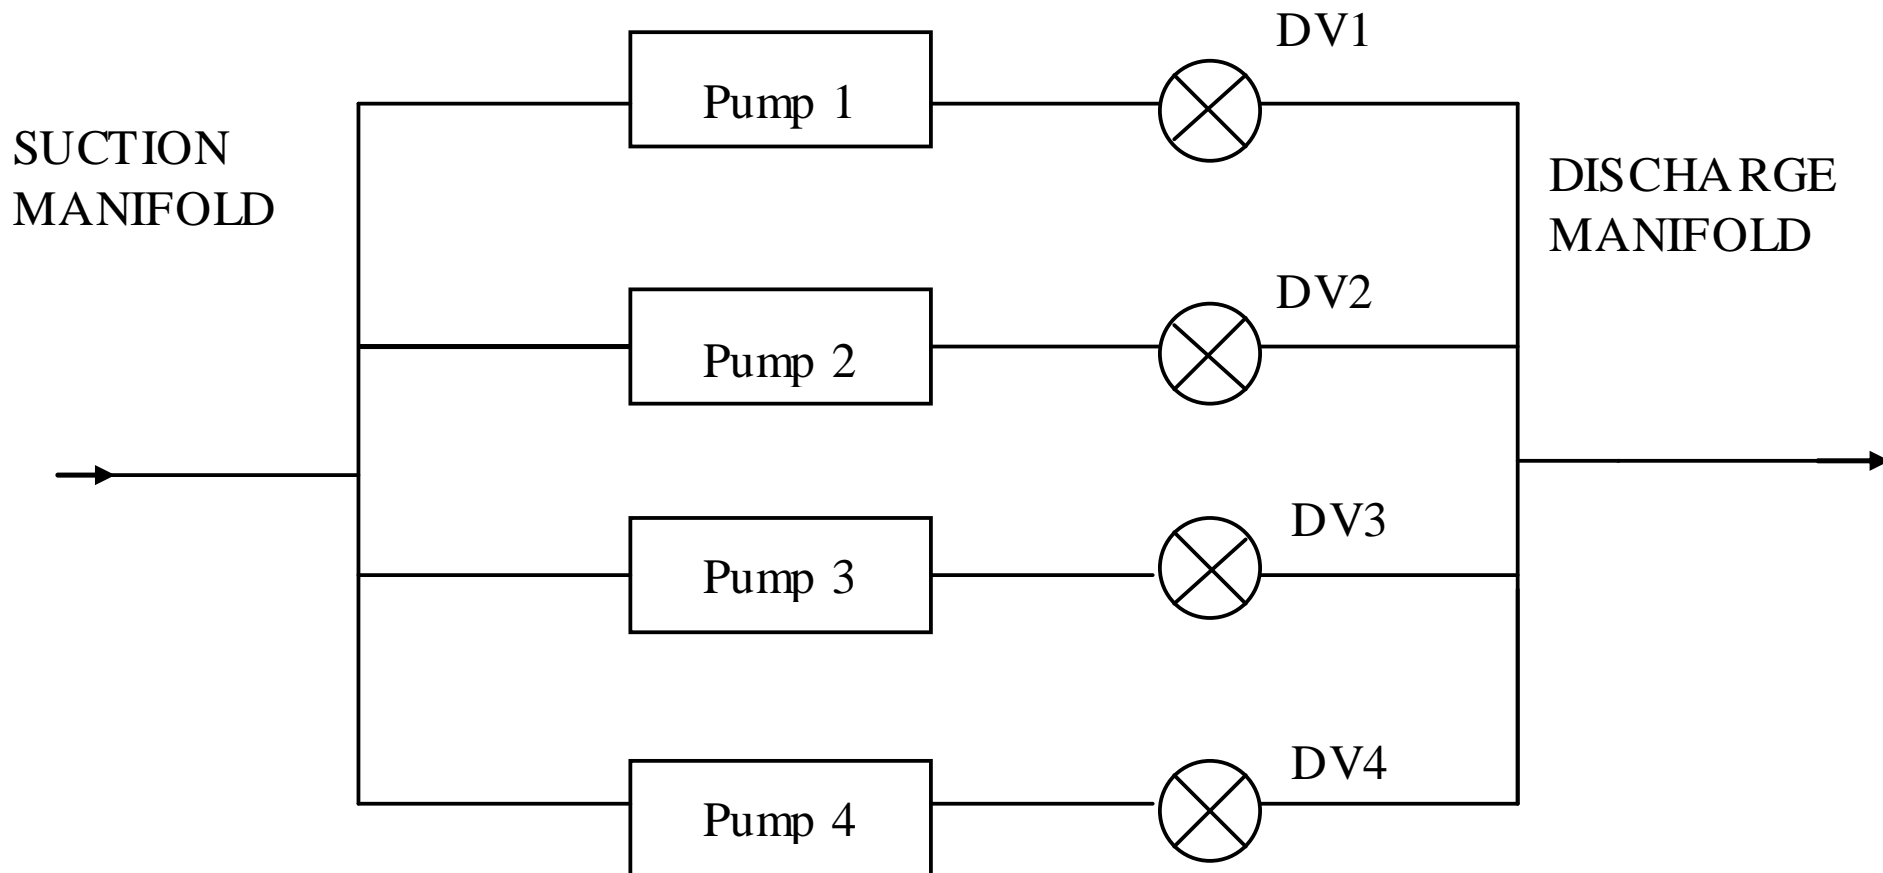 DV1
Pump 1
SUCTION
MANIFOLD
DISCHARGE
MANIFOLD
DV2
Pump 2
DV3
Pump 3
DV4
Pump 4